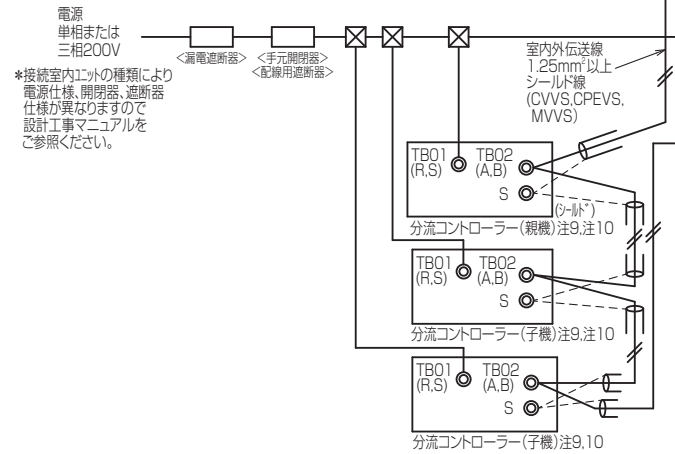 電源
単相または
三相200V
<漏電遮断器>
<手元開閉器>
<配線用遮断器>
*接続室内ユニットの種類により
電源仕様、開閉器、遮断器
仕様が異なりますので
設計工事マニュアルを
ご参照ください。
室内外伝送線
1.25mm²以上
シールド線
(CVVS,CPEVS,
MVVS)
TB01
(R,S)
TB02
(A,B)
S
(シールド)
分流コントローラー(親機)注9,注10
TB01
(R,S)
TB02
(A,B)
S
分流コントローラー(子機)注9,注10
TB01
(R,S)
TB02
(A,B)
S
分流コントローラー(子機)注9,10